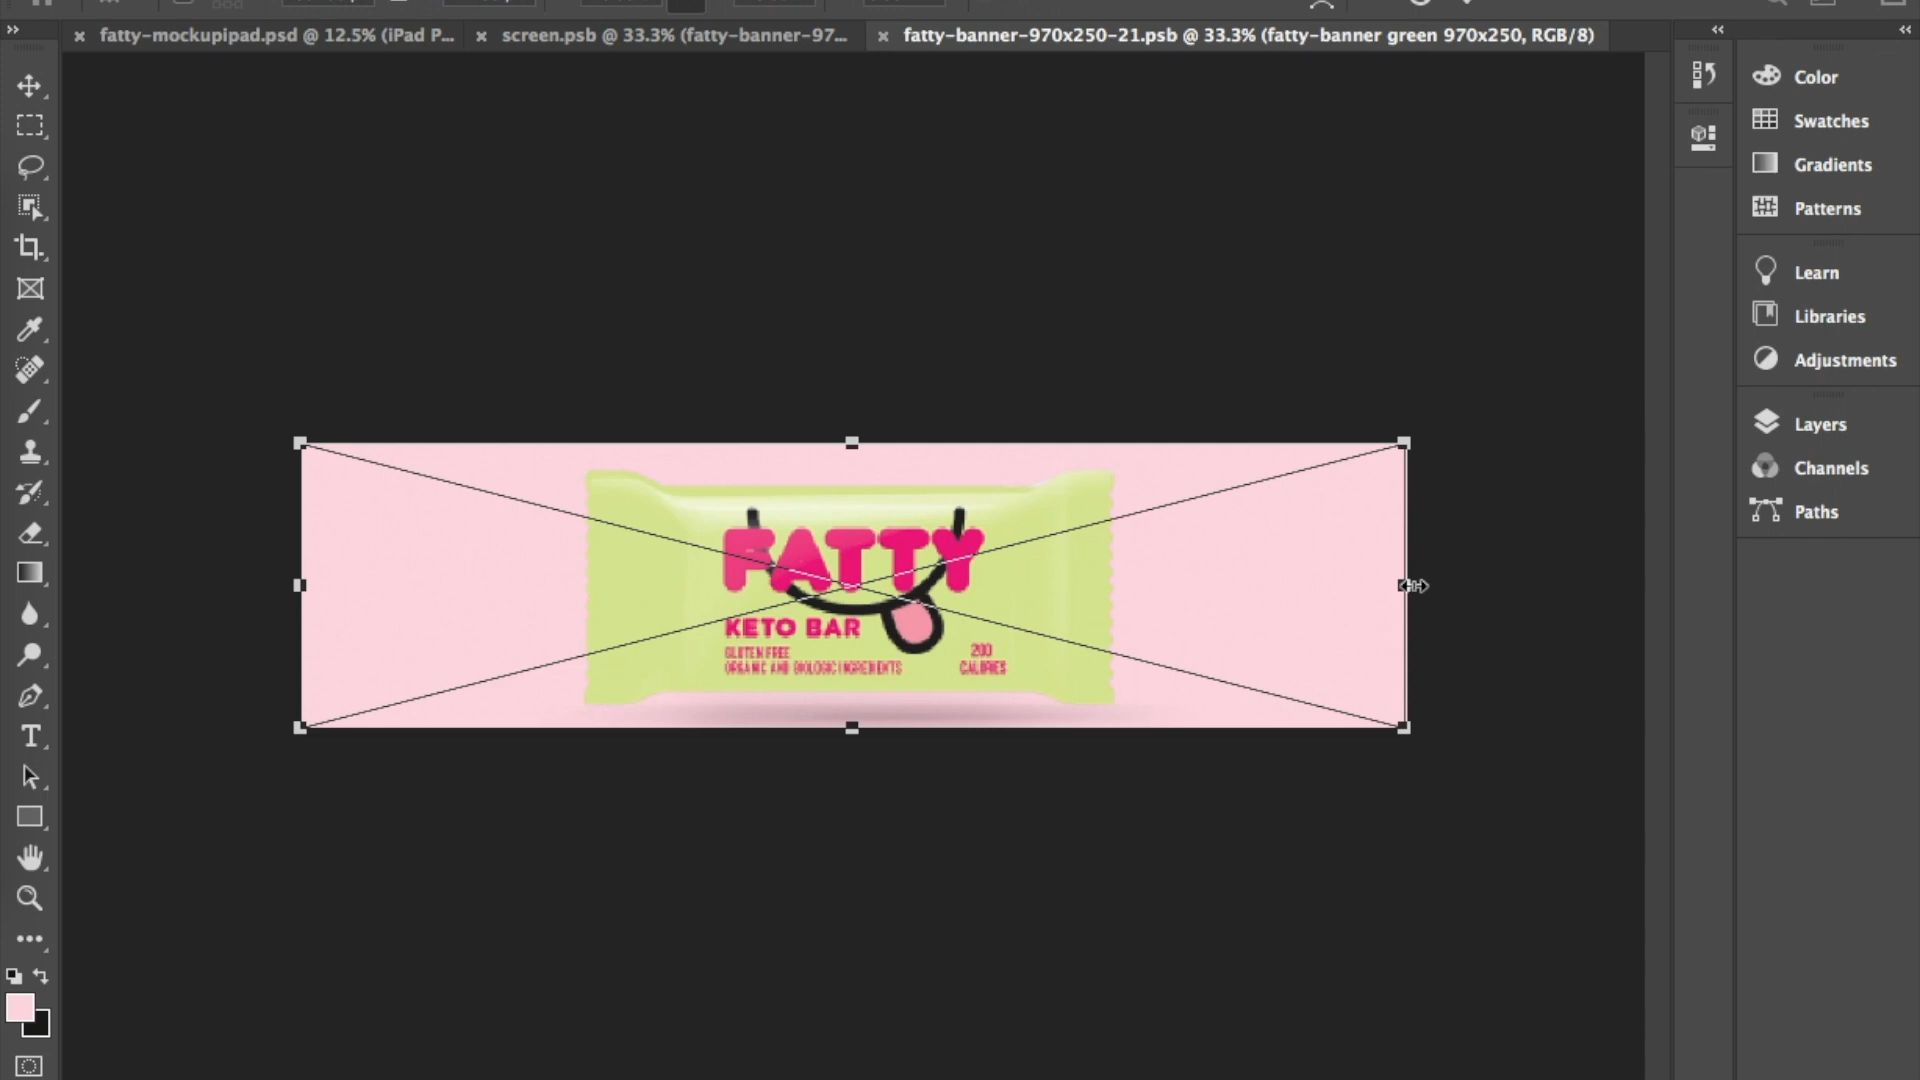 fatty-mockupipad.psd @ 12.5% (iPad P...
screen.psb @ 33.3% (fatty-banner-97...
fatty-banner-970x250-21.psb @ 33.3% (fatty-banner green 970x250, RGB/8)
Color
Swatches
Gradients
Patterns
Learn
Libraries
Adjustments
Layers
Channels
Paths
FATTY
KETO BAR
GLUTEN FREE
ORGANIC AND BIOLOGIC INGREDIENTS
200
CALORIES